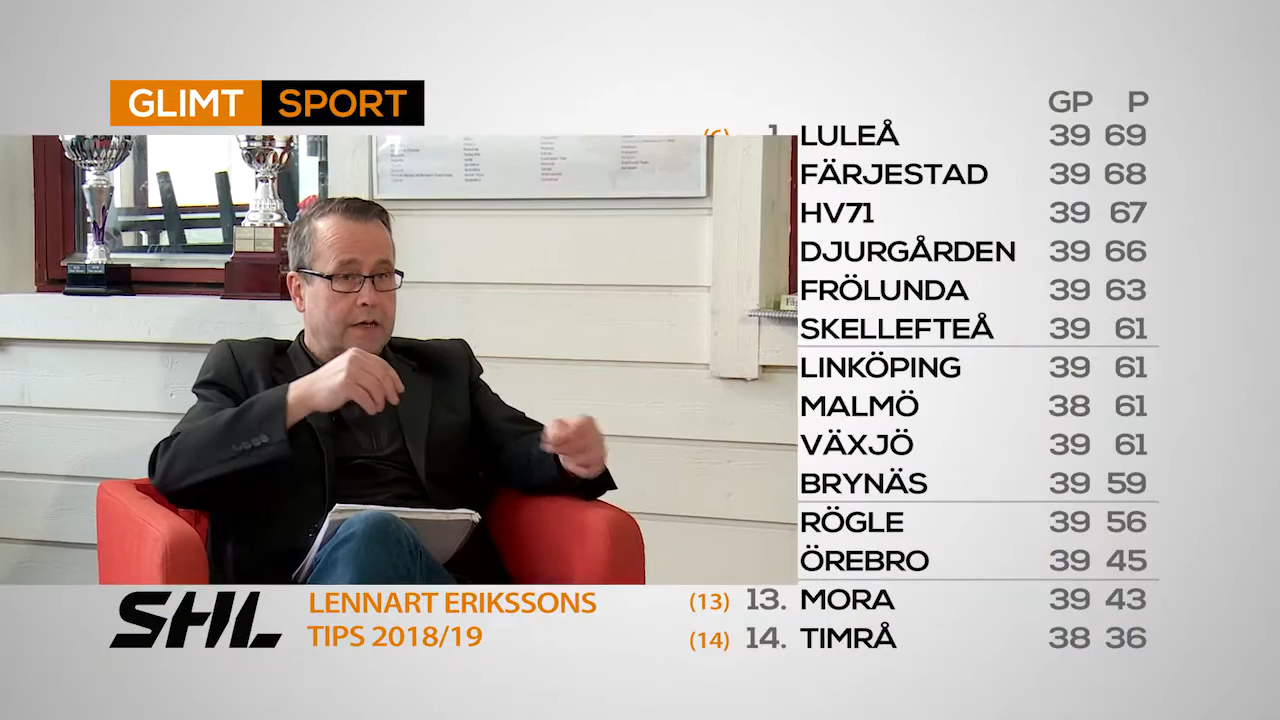 GLIMT SPORT
GP P
1. LULEÅ 39 69
FÄRJESTAD 39 68
HV71 39 67
DJURGÅRDEN 39 66
FRÖLUNDA 39 63
SKELLEFTEÅ 39 61
LINKÖPING 39 61
MALMÖ 38 61
VÄXJÖ 39 61
BRYNÄS 39 59
RÖGLE 39 56
ÖREBRO 39 45
(13) 13. MORA 39 43
(14) 14. TIMRÅ 38 36
SHL
LENNART ERIKSSONS
TIPS 2018/19